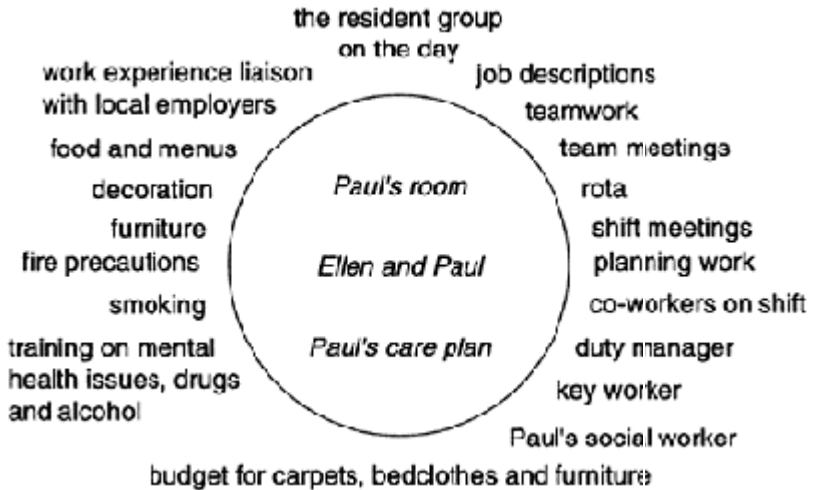 the resident group
on the day
work experience liaison
with local employers
food and menus
decoration
furniture
fire precautions
smoking
training on mental
health issues, drugs
and alcohol
Paul's room
Ellen and Paul
Paul's care plan
job descriptions
teamwork
team meetings
rota
shift meetings
planning work
co-workers on shift
duty manager
key worker
Paul's social worker
budget for carpets, bedclothes and furniture